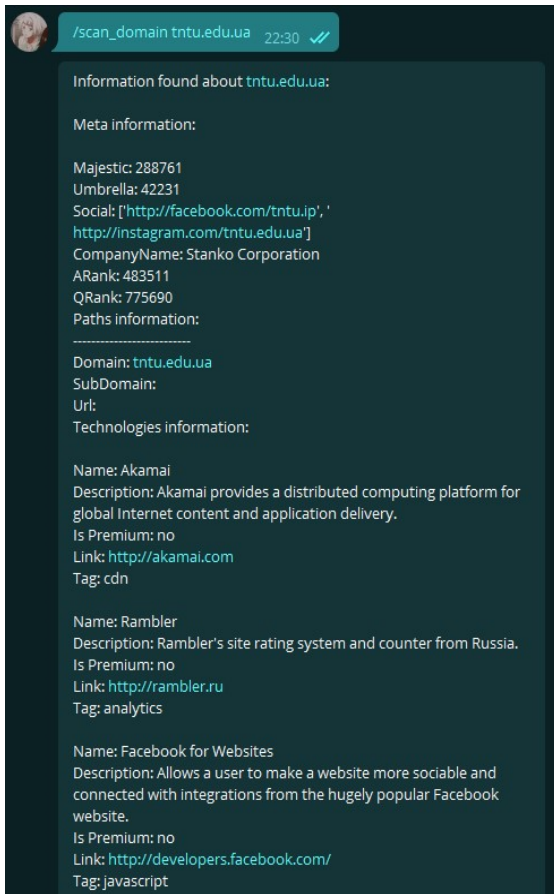 /scan_domain tntu.edu.ua 22:30
Information found about tntu.edu.ua:
Meta information:
Majestic: 288761
Umbrella: 42231
Social: ['http://facebook.com/tntu.ip', '
http://instagram.com/tntu.edu.ua']
CompanyName: Stanko Corporation
ARank: 483511
QRank: 775690
Paths information:
--------------------------
Domain: tntu.edu.ua
SubDomain:
Url:
Technologies information:
Name: Akamai
Description: Akamai provides a distributed computing platform for
global Internet content and application delivery.
Is Premium: no
Link: http://akamai.com
Tag: cdn
Name: Rambler
Description: Rambler's site rating system and counter from Russia.
Is Premium: no
Link: http://rambler.ru
Tag: analytics
Name: Facebook for Websites
Description: Allows a user to make a website more sociable and
connected with integrations from the hugely popular Facebook
website.
Is Premium: no
Link: http://developers.facebook.com/
Tag: javascript